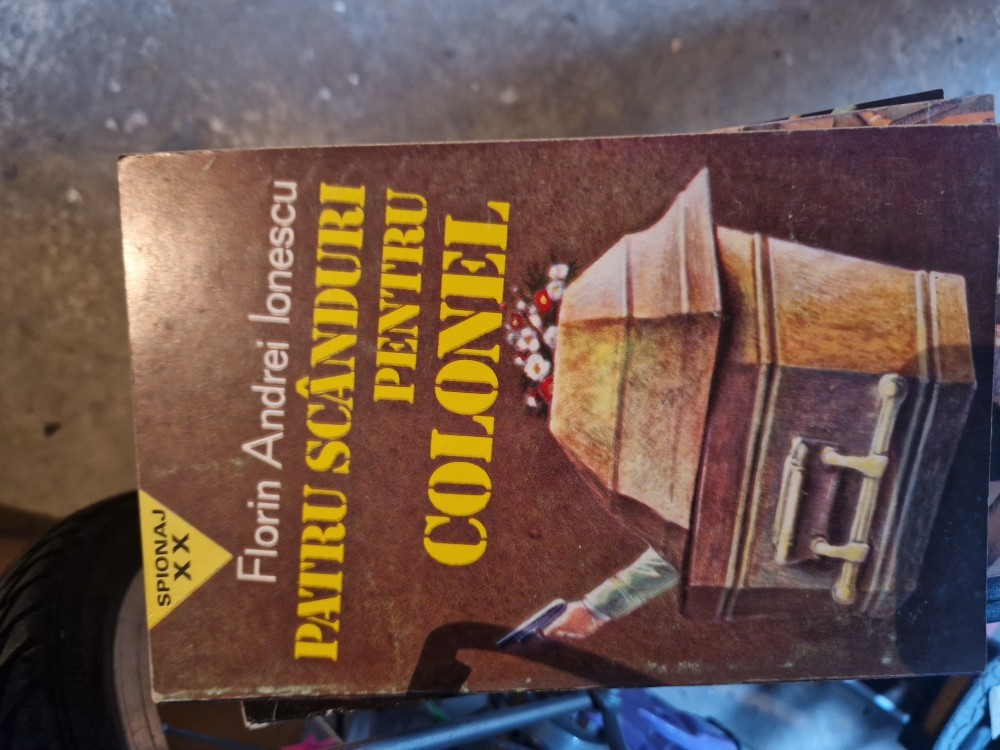 SPIONAJ
XX
Florin Andrei Ionescu
PATRU SCÂNDURI
PENTRU
COLONEL